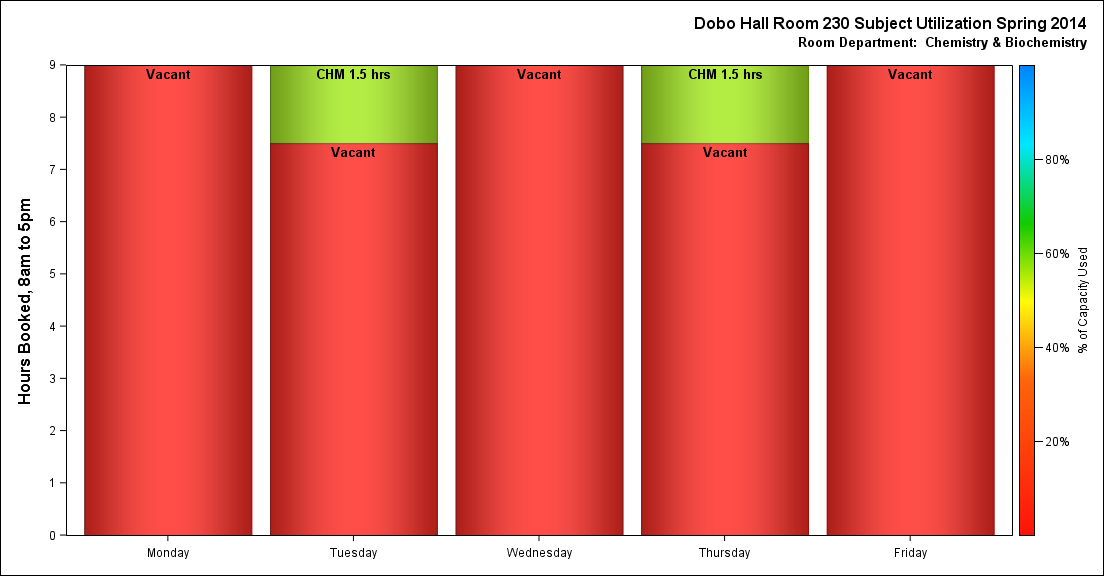 Dobo Hall Room 230 Subject Utilization Spring 2014
Room Department:  Chemistry & Biochemistry
Hours Booked, 8am to 5pm
9
8
7
6
5
4
3
2
1
0
Vacant
CHM 1.5 hrs
Vacant
Vacant
CHM 1.5 hrs
Vacant
Vacant
Monday
Tuesday
Wednesday
Thursday
Friday
80%
60%
40%
20%
% of Capacity Used